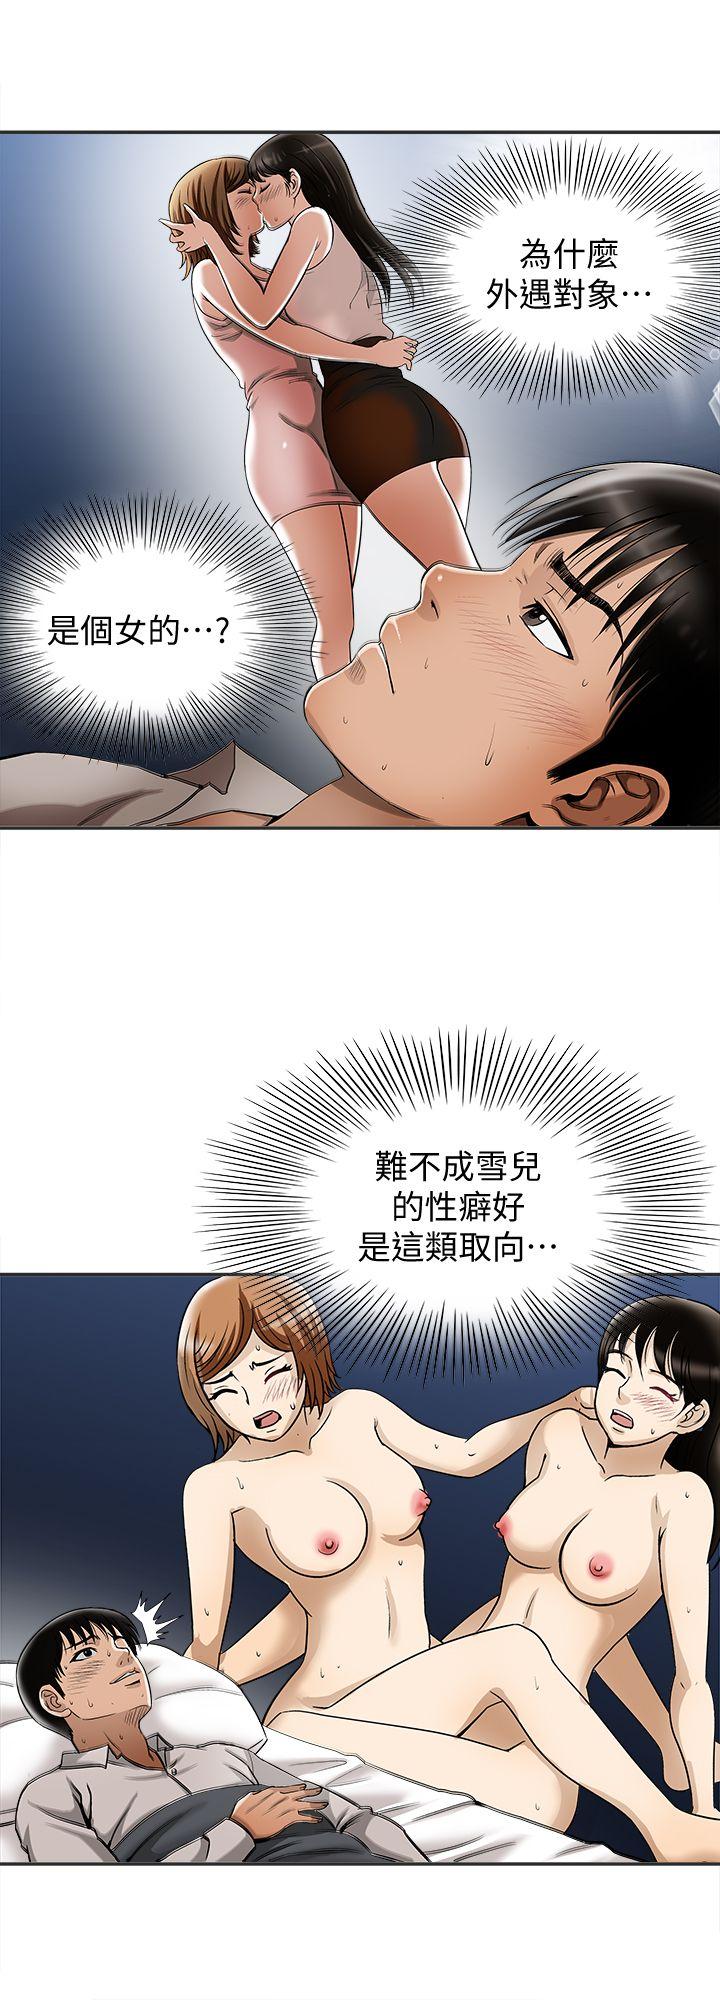 為什麼
外遇對象⋯
是個女的⋯?
難不成雪兒
的性癖好
是這類取向⋯